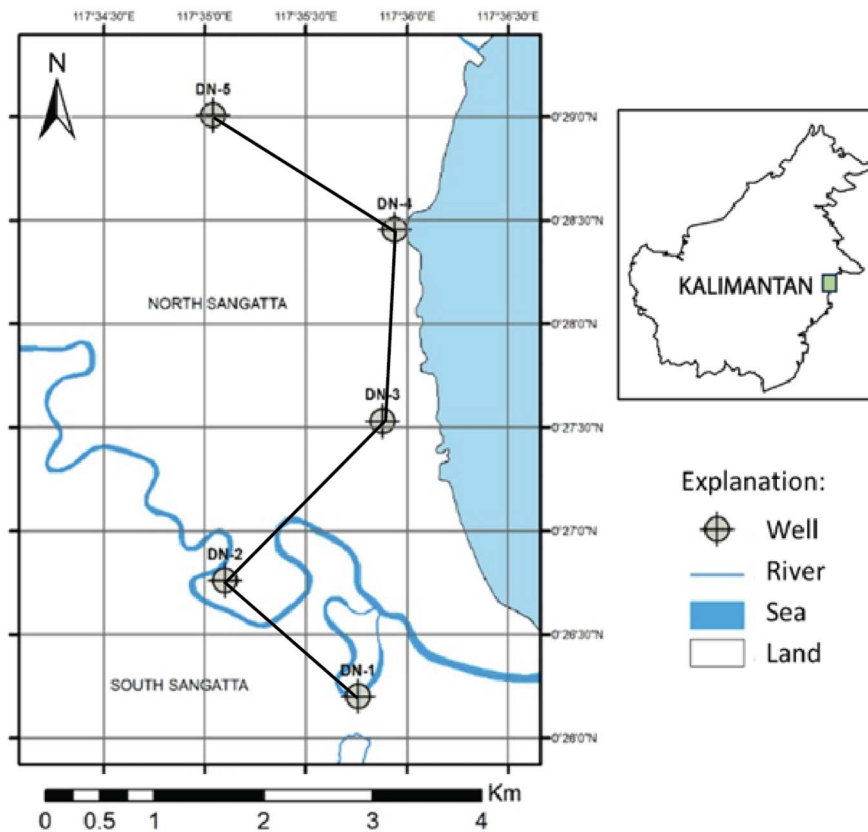 117°34'30"E 117°35'0"E 117°35'30"E 117°36'0"E 117°36'30"E
N
DN-5
0°29'0"N
DN-4
0°28'30"N
NORTH SANGATTA
0°28'0"N
DN-3
0°27'30"N
0°27'0"N
DN-2
0°26'30"N
DN-1
SOUTH SANGATTA
0°26'0"N
Km
0 0.5 1 2 3 4
KALIMANTAN
Explanation:
Well
River
Sea
Land